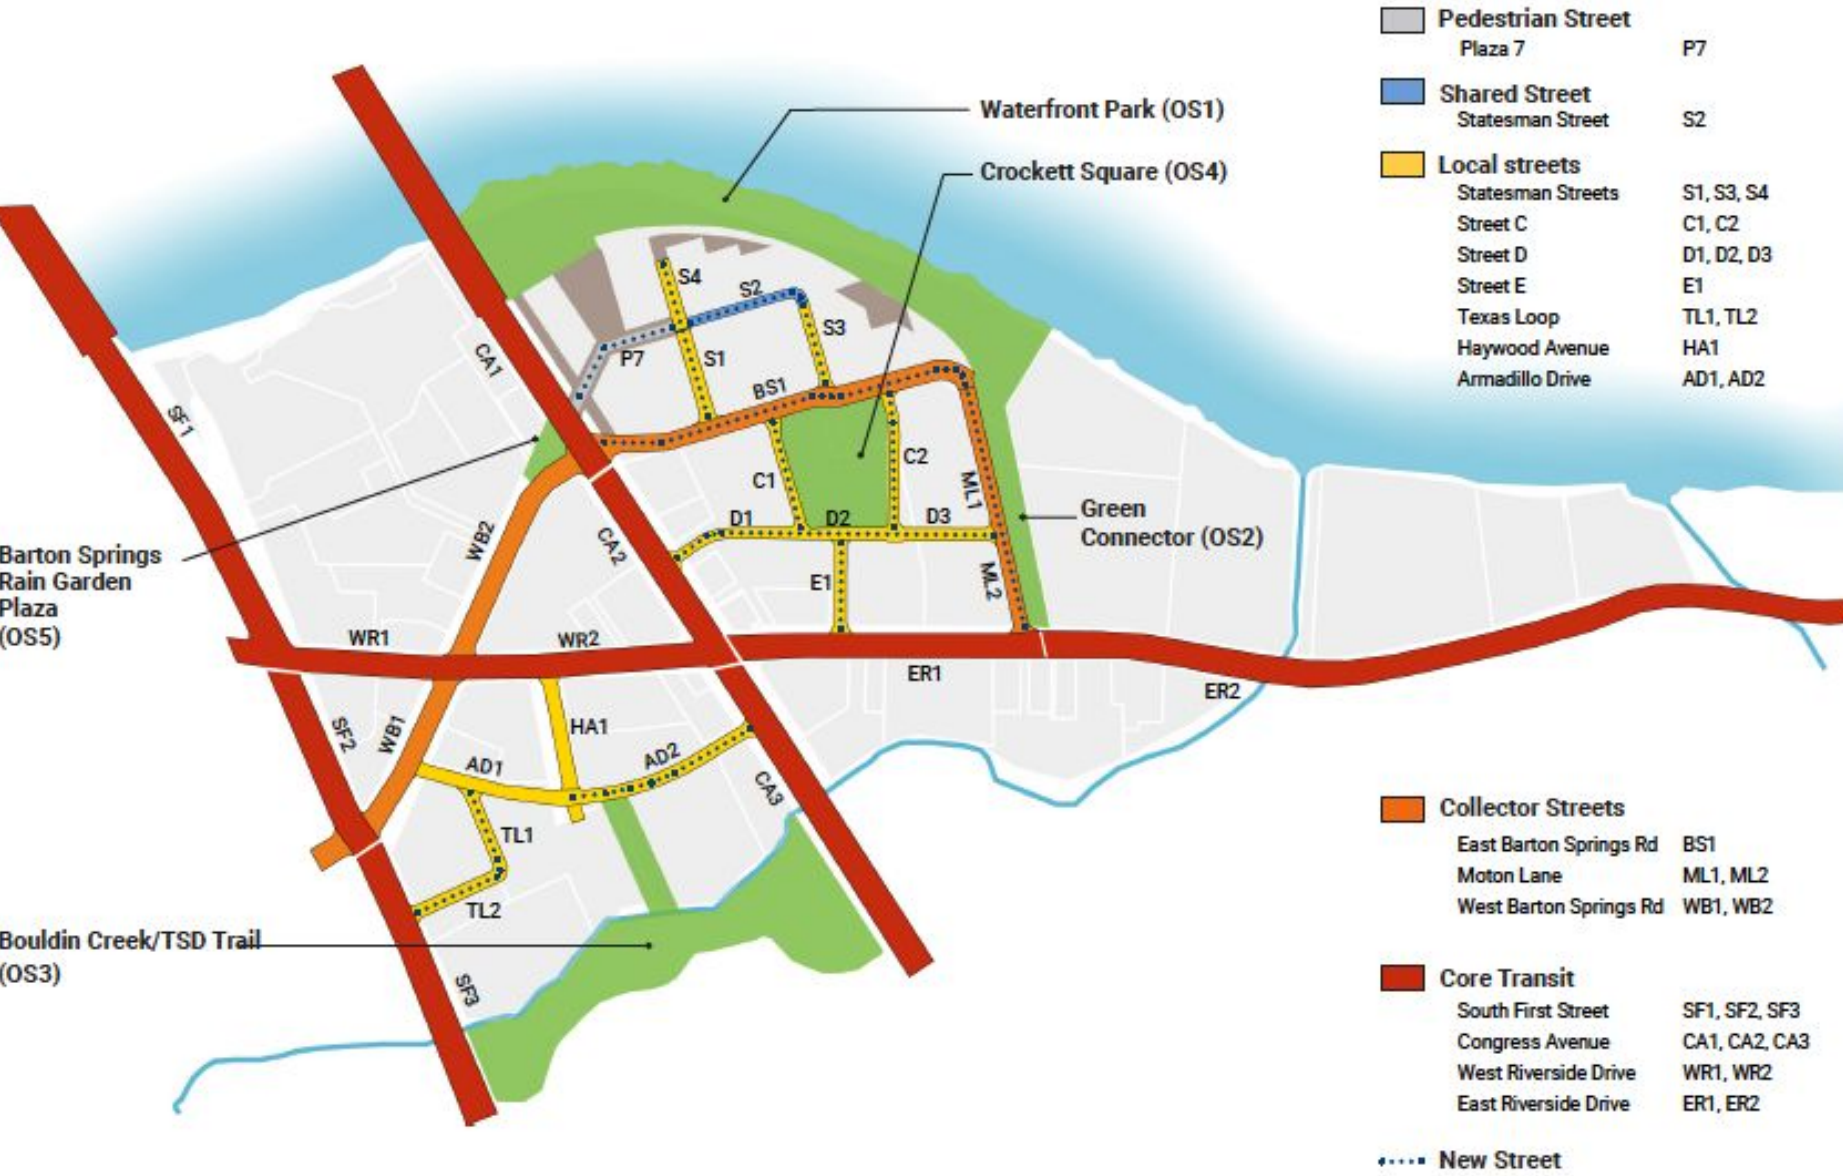 Waterfront Park (OS1)
Crockett Square (OS4)
S4
S2
S3
P7
S1
CA1
BS1
SF1
C2
C1
ML1
D1
D2
D3
Green
Connector (OS2)
WB2
CA2
Barton Springs
Rain Garden
Plaza
(OS5)
E1
ML2
WR1
WR2
ER1
ER2
SF2
WB1
HA1
AD1
AD2
CA3
TL1
TL2
Bouldin Creek/TSD Trail
(OS3)
SF3
Pedestrian Street
Plaza 7 P7
Shared Street
Statesman Street S2
Local streets
Statesman Streets S1, S3, S4
Street C C1, C2
Street D D1, D2, D3
Street E E1
Texas Loop TL1, TL2
Haywood Avenue HA1
Armadillo Drive AD1, AD2
Collector Streets
East Barton Springs Rd BS1
Moton Lane ML1, ML2
West Barton Springs Rd WB1, WB2
Core Transit
South First Street SF1, SF2, SF3
Congress Avenue CA1, CA2, CA3
West Riverside Drive WR1, WR2
East Riverside Drive ER1, ER2
New Street